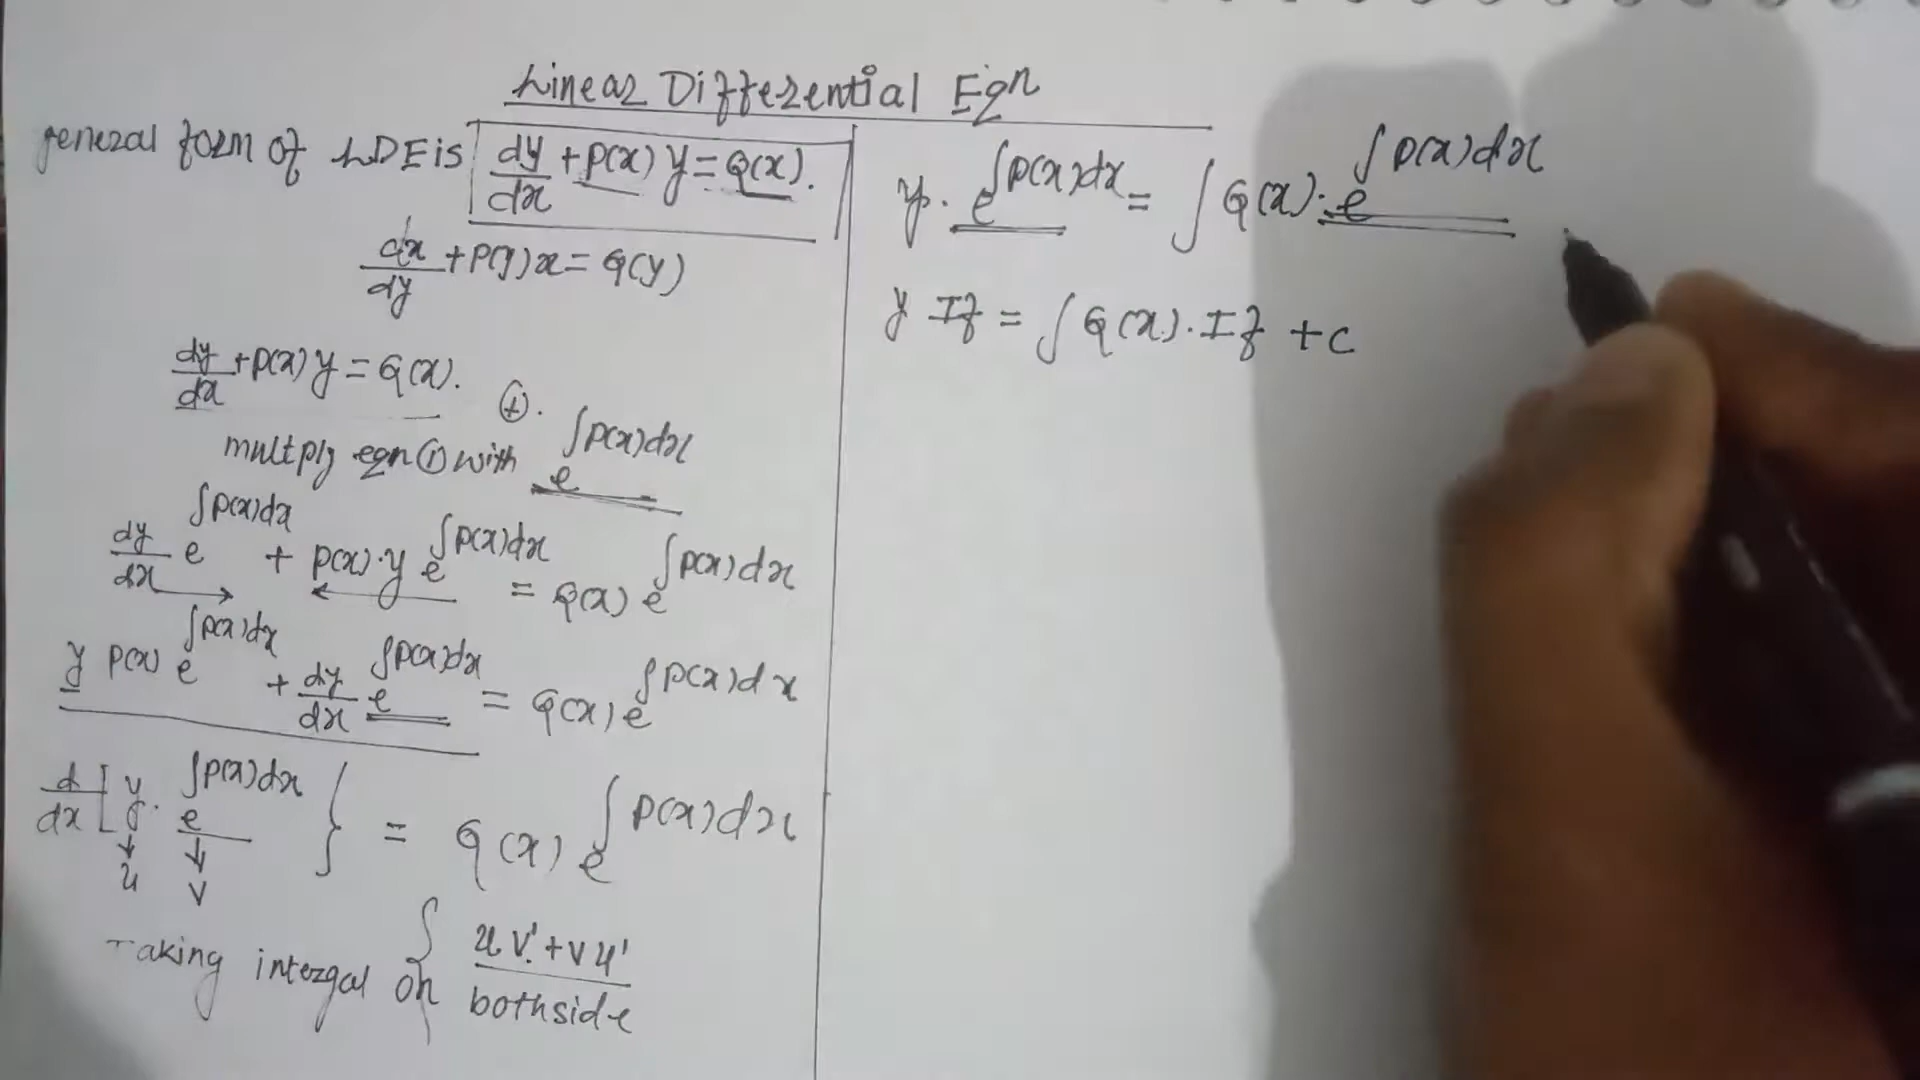 Linear Differential Eqn
general form of LDE is dy/dx + P(x) y = Q(x).
dx/dy + P(y) x = Q(y)
dy/dx + P(x) y = Q(x). ①.
multply eqn ① with e^∫P(x)dx
dy/dx e^∫P(x)dx + P(x)·y e^∫P(x)dx = Q(x) e^∫P(x)dx
y P(x) e^∫P(x)dx + dy/dx e^∫P(x)dx = Q(x) e^∫P(x)dx
d/dx [y. e^∫P(x)dx } = Q(x) e^∫P(x)dx
↓ ↓
u v
∫ uv' + vu'
Taking integral on bothside
y. e^∫P(x)dx = ∫ Q(x). e^∫P(x)dx
y If = ∫ Q(x). If + c